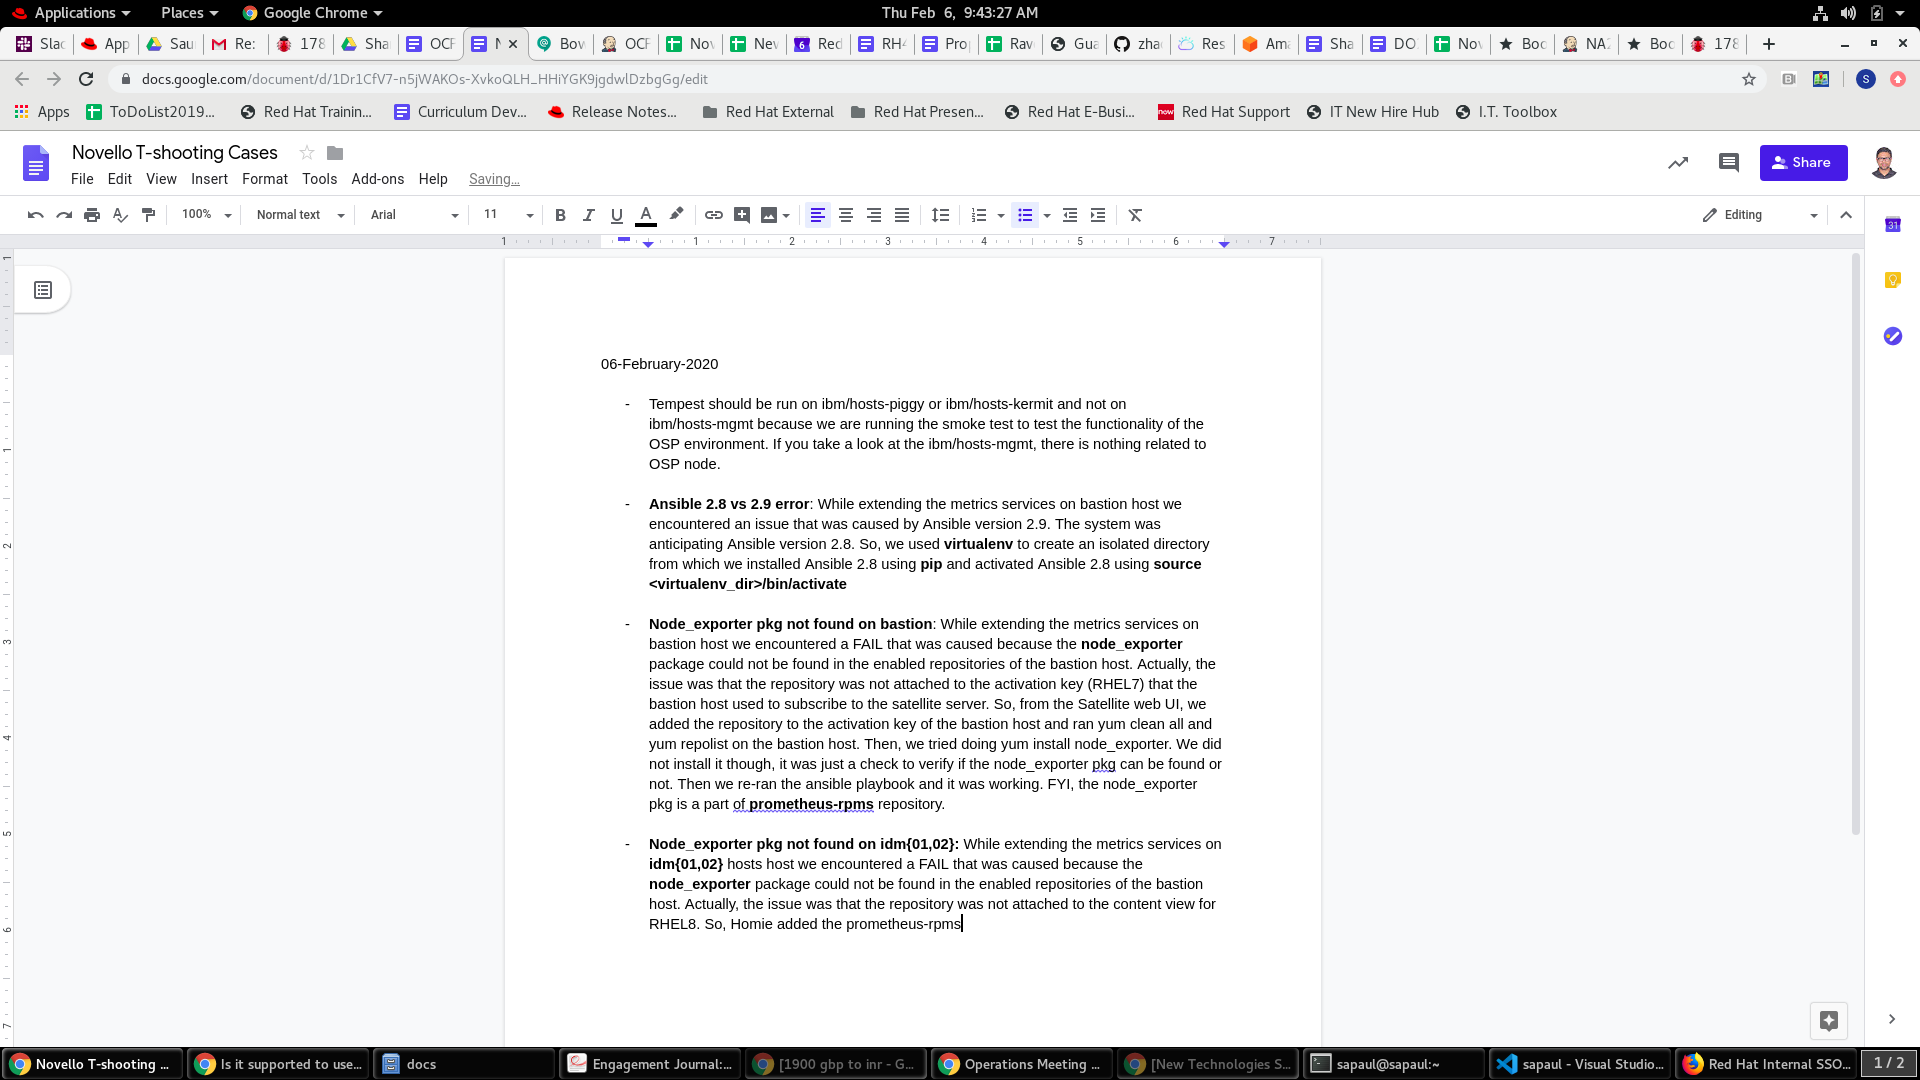 Applications Places Google Chrome Thu Feb 6, 9:43:27 AM
Slac App Sau Re: 178 Sha OCF N Bov OCF Nov Nev Red RH4 Pro Rav Gua zha Res Ama Sha DO Nov Boc NA2 Boc 178
docs.google.com/document/d/1Dr1CfV7-n5jWAKOs-XvkoQLH_HHiYGK9jgdwlDzbgGg/edit S
Apps ToDoList2019... Red Hat Trainin... Curriculum Dev... Release Notes... Red Hat External Red Hat Presen... Red Hat E-Busi... now Red Hat Support IT New Hire Hub I.T. Toolbox
Novello T-shooting Cases
Share
File Edit View Insert Format Tools Add-ons Help Saving...
100% Normal text Arial 11 B I U A Editing
1 1 2 3 4 5 6 7
06-February-2020
- Tempest should be run on ibm/hosts-piggy or ibm/hosts-kermit and not on
ibm/hosts-mgmt because we are running the smoke test to test the functionality of the
OSP environment. If you take a look at the ibm/hosts-mgmt, there is nothing related to
OSP node.
- Ansible 2.8 vs 2.9 error: While extending the metrics services on bastion host we
encountered an issue that was caused by Ansible version 2.9. The system was
anticipating Ansible version 2.8. So, we used virtualenv to create an isolated directory
from which we installed Ansible 2.8 using pip and activated Ansible 2.8 using source
<virtualenv_dir>/bin/activate
- Node_exporter pkg not found on bastion: While extending the metrics services on
bastion host we encountered a FAIL that was caused because the node_exporter
package could not be found in the enabled repositories of the bastion host. Actually, the
issue was that the repository was not attached to the activation key (RHEL7) that the
bastion host used to subscribe to the satellite server. So, from the Satellite web UI, we
added the repository to the activation key of the bastion host and ran yum clean all and
yum repolist on the bastion host. Then, we tried doing yum install node_exporter. We did
not install it though, it was just a check to verify if the node_exporter pkg can be found or
not. Then we re-ran the ansible playbook and it was working. FYI, the node_exporter
pkg is a part of prometheus-rpms repository.
- Node_exporter pkg not found on idm{01,02}: While extending the metrics services on
idm{01,02} hosts host we encountered a FAIL that was caused because the
node_exporter package could not be found in the enabled repositories of the bastion
host. Actually, the issue was that the repository was not attached to the content view for
RHEL8. So, Homie added the prometheus-rpms
Novello T-shooting ... Is it supported to use... docs Engagement Journal:... [1900 gbp to inr - G... Operations Meeting ... [New Technologies S... sapaul@sapaul:~ sapaul - Visual Studio... Red Hat Internal SSO... 1 / 2